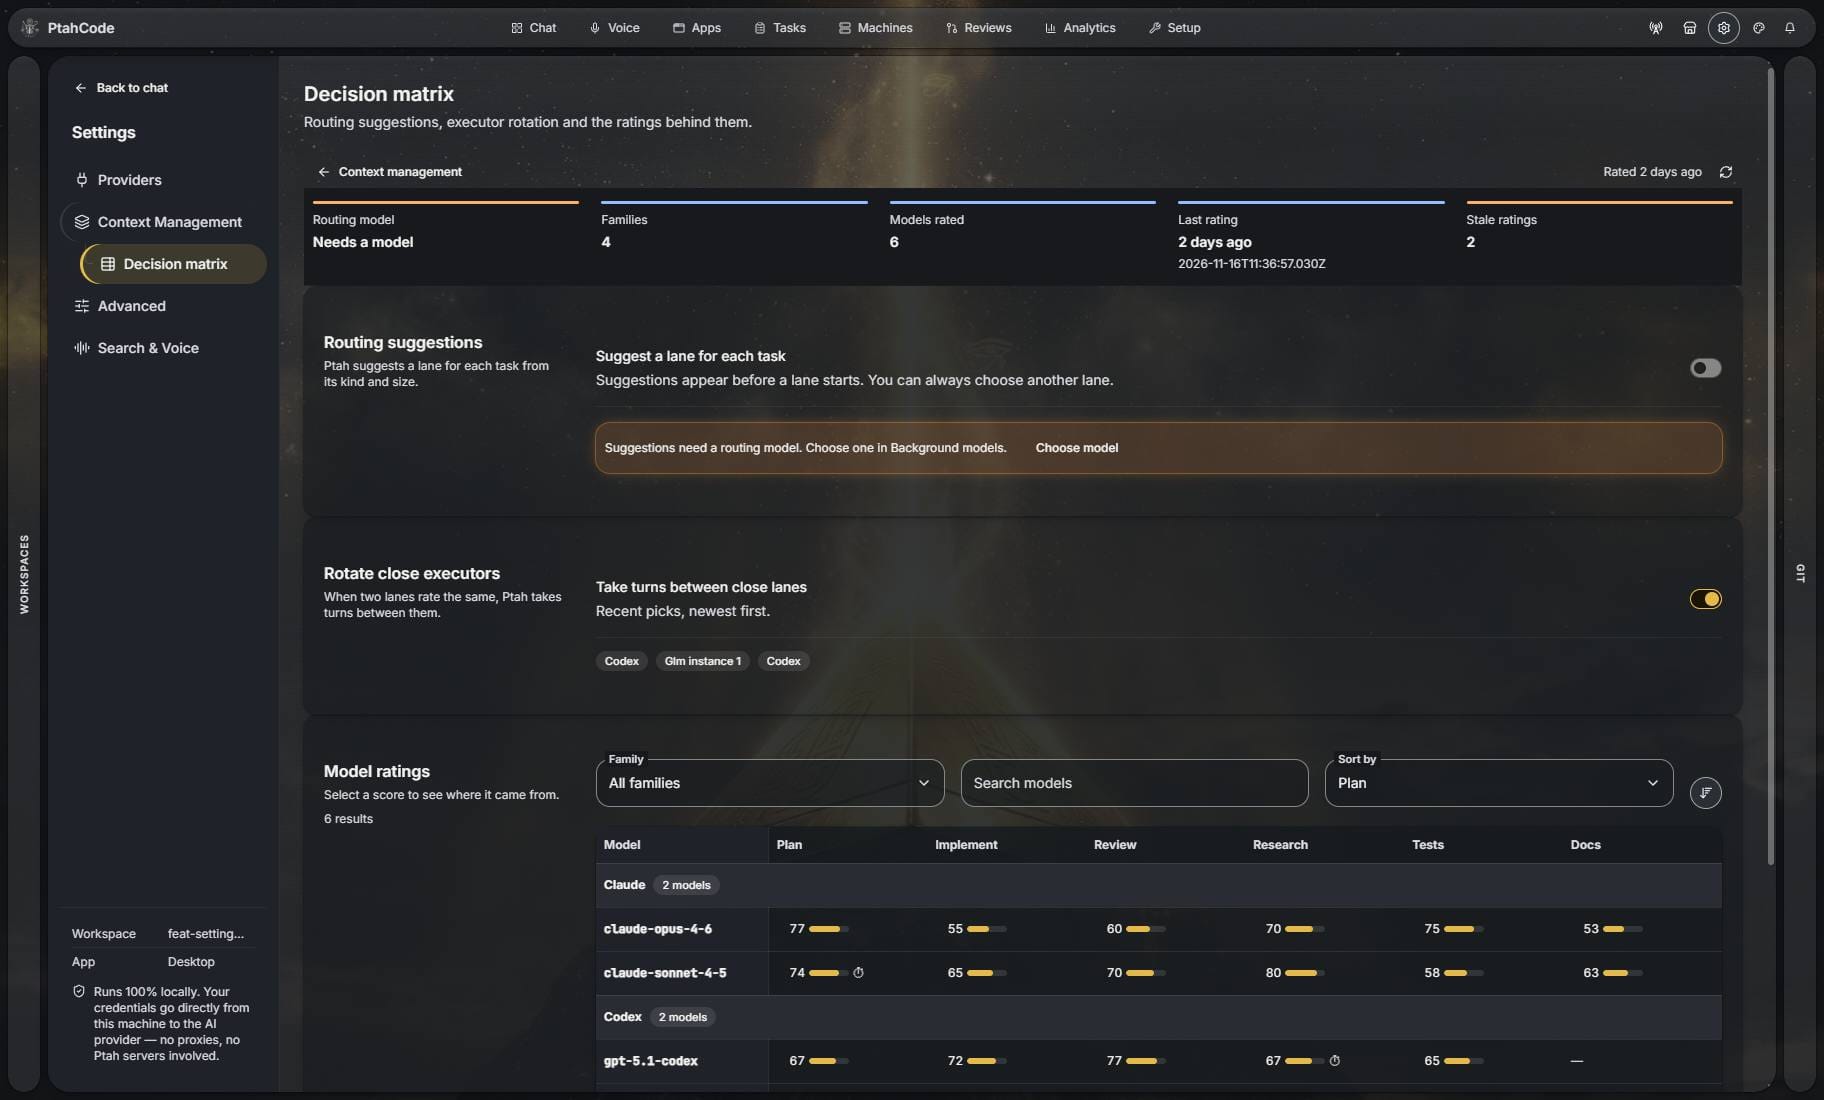 PtahCode
Chat
Voice
Apps
Tasks
Machines
Reviews
Analytics
Setup
WORKSPACES
Back to chat
Settings
Providers
Context Management
Decision matrix
Advanced
Search & Voice
Workspace feat-setting...
App Desktop
Runs 100% locally. Your
credentials go directly from
this machine to the AI
provider — no proxies, no
Ptah servers involved.
Decision matrix
Routing suggestions, executor rotation and the ratings behind them.
Context management
Rated 2 days ago
Routing model
Needs a model
Families
4
Models rated
6
Last rating
2 days ago
2026-11-16T11:36:57.030Z
Stale ratings
2
Routing suggestions
Ptah suggests a lane for each task from
its kind and size.
Suggest a lane for each task
Suggestions appear before a lane starts. You can always choose another lane.
Suggestions need a routing model. Choose one in Background models. Choose model
Rotate close executors
When two lanes rate the same, Ptah takes
turns between them.
Take turns between close lanes
Recent picks, newest first.
Codex Glm instance 1 Codex
Model ratings
Select a score to see where it came from.
6 results
Family
All families
Search models
Sort by
Plan
Model Plan Implement Review Research Tests Docs
Claude 2 models
claude-opus-4-6 77 55 60 70 75 53
claude-sonnet-4-5 74 65 70 80 58 63
Codex 2 models
gpt-5.1-codex 67 72 77 67 65 —
GIT